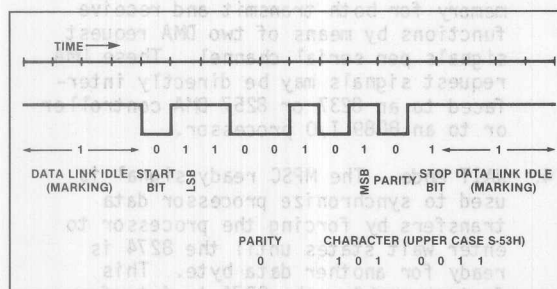 TIME
1 0 1 1 0 0 1 0 1 0 1 1
DATA LINK IDLE (MARKING)
START BIT
LSB
MSB
PARITY
STOP BIT
DATA LINK IDLE (MARKING)
PARITY CHARACTER (UPPER CASE S-53H)
0 1 0 1 0 0 1 1